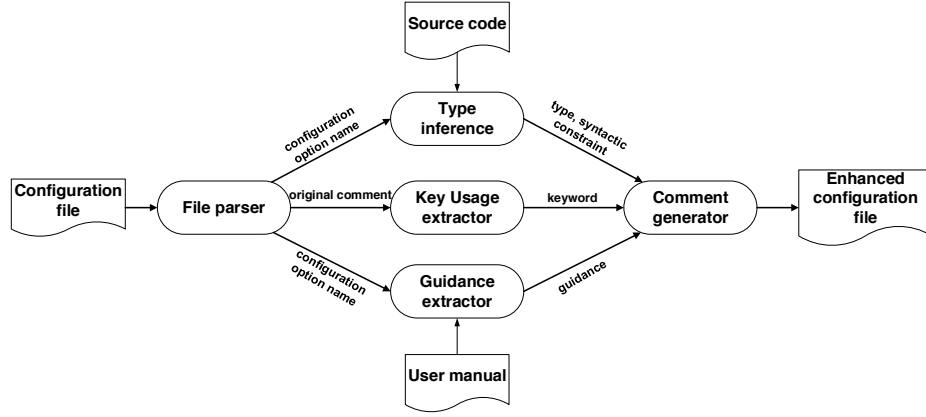 Source code
Type
inference
configuration
option name
type, syntactic
constraint
Configuration
file
File parser
original comment
Key Usage
extractor
keyword
Comment
generator
Enhanced
configuration
file
configuration
option name
Guidance
extractor
guidance
User manual